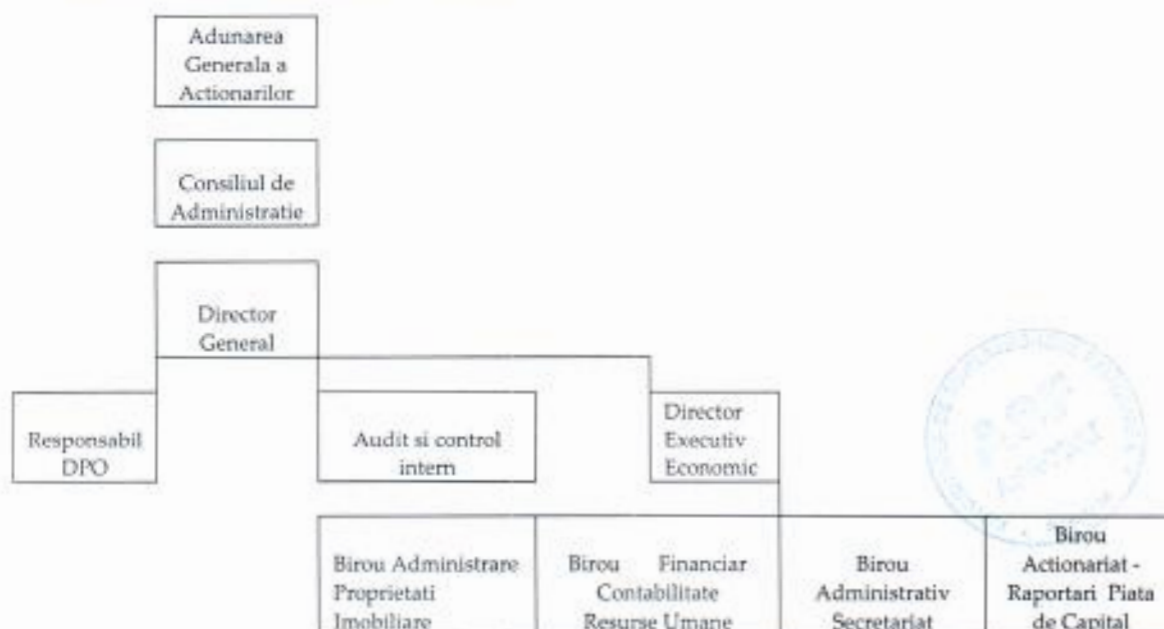 Adunarea
Generala a
Actionarilor
Consiliul de
Administratie
Director
General
Responsabil
DPO
Audit si control
intern
Director
Executiv
Economic
Birou Administrare
Proprietati
Imobiliare
Birou Financiar
Contabilitate
Resurse Umane
Birou
Administrativ
Secretariat
Birou
Actionariat -
Raportari Piata
de Capital